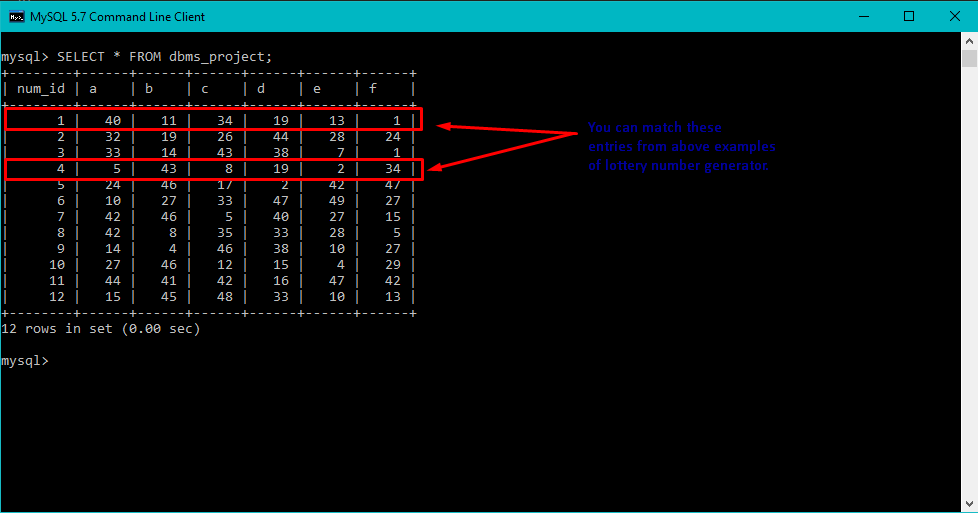 MySQL 5.7 Command Line Client
mysql> SELECT * FROM dbms_project;
+--------+------+------+------+------+------+------+
| num_id | a    | b    | c    | d    | e    | f    |
+--------+------+------+------+------+------+------+
|      1 |   40 |   11 |   34 |   19 |   13 |    1 |
|      2 |   32 |   19 |   26 |   44 |   28 |   24 |
|      3 |   33 |   14 |   43 |   38 |    7 |    1 |
|      4 |    5 |   43 |    8 |   19 |    2 |   34 |
|      5 |   24 |   46 |   17 |    2 |   42 |   47 |
|      6 |   10 |   27 |   33 |   47 |   49 |   27 |
|      7 |   42 |   46 |    5 |   40 |   27 |   15 |
|      8 |   42 |    8 |   35 |   33 |   28 |    5 |
|      9 |   14 |    4 |   46 |   38 |   10 |   27 |
|     10 |   27 |   46 |   12 |   15 |    4 |   29 |
|     11 |   44 |   41 |   42 |   16 |   47 |   42 |
|     12 |   15 |   45 |   48 |   33 |   10 |   13 |
+--------+------+------+------+------+------+------+
12 rows in set (0.00 sec)
mysql>
You can match these
entries from above examples
of lottery number generator.